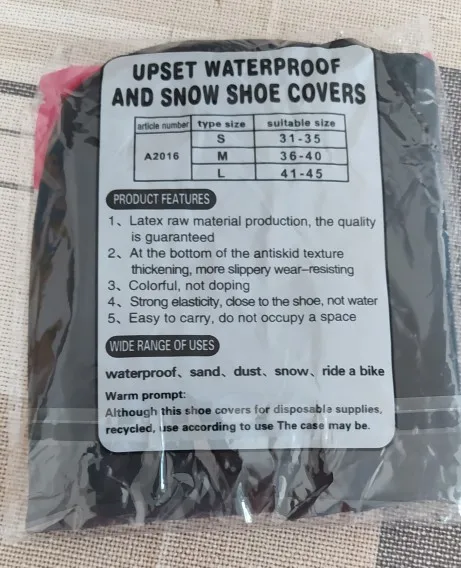 UPSET WATERPROOF
AND SNOW SHOE COVERS
article number type size suitable size
S 31-35
A2016 M 36-40
L 41-45
PRODUCT FEATURES
1、Latex raw material production, the quality
is guaranteed
2、At the bottom of the antiskid texture
thickening, more slippery wear-resisting
3、Colorful, not doping
4、Strong elasticity, close to the shoe, not water
5、Easy to carry, do not occupy a space
WIDE RANGE OF USES
waterproof、sand、dust、snow、ride a bike
Warm prompt:
Although this shoe covers for disposable supplies,
recycled, use according to use The case may be.